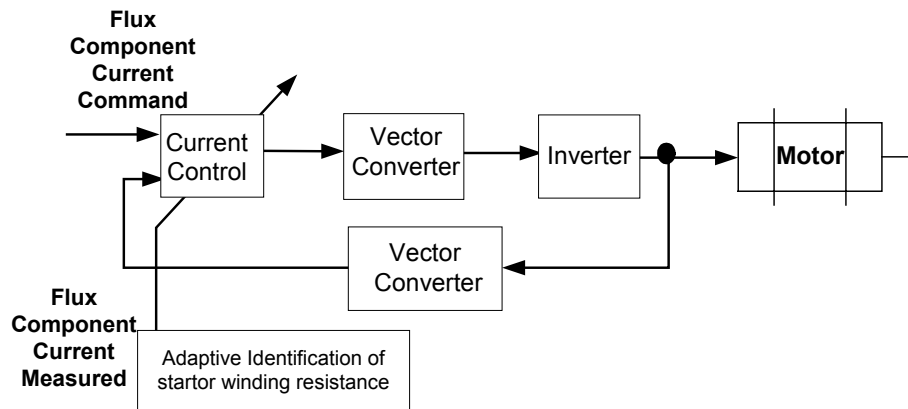 Flux
Component
Current
Command
Current
Control
Vector
Converter
Inverter
Motor
Vector
Converter
Flux
Component
Current
Measured
Adaptive Identification of
startor winding resistance